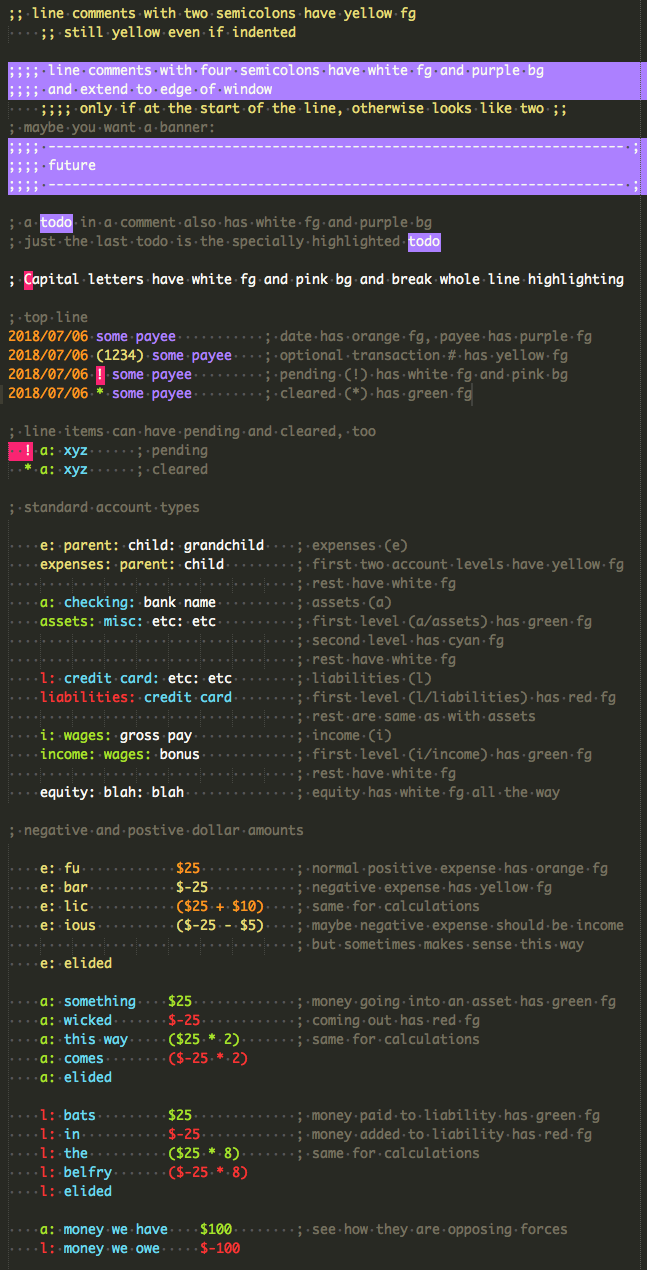 ;; line comments with two semicolons have yellow fg
    ;; still yellow even if indented

;;;; line comments with four semicolons have white fg and purple bg
;;;; and extend to edge of window
    ;;;; only if at the start of the line, otherwise looks like two ;;
; maybe you want a banner:
;;;; ------------------------------------------------------------------------ ;
;;;; future
;;;; ------------------------------------------------------------------------ ;

; a todo in a comment also has white fg and purple bg
; just the last todo is the specially highlighted todo

; Capital letters have white fg and pink bg and break whole line highlighting

; top line
2018/07/06 some payee           ; date has orange fg, payee has purple fg
2018/07/06 (1234) some payee    ; optional transaction # has yellow fg
2018/07/06 ! some payee         ; pending (!) has white fg and pink bg
2018/07/06 * some payee         ; cleared (*) has green fg

; line items can have pending and cleared, too
  ! a: xyz      ; pending
  * a: xyz      ; cleared

; standard account types

    e: parent: child: grandchild    ; expenses (e)
    expenses: parent: child         ; first two account levels have yellow fg
                                    ; rest have white fg
    a: checking: bank name          ; assets (a)
    assets: misc: etc: etc          ; first level (a/assets) has green fg
                                    ; second level has cyan fg
                                    ; rest have white fg
    l: credit card: etc: etc        ; liabilities (l)
    liabilities: credit card        ; first level (l/liabilities) has red fg
                                    ; rest are same as with assets
    i: wages: gross pay             ; income (i)
    income: wages: bonus            ; first level (i/income) has green fg
                                    ; rest have white fg
    equity: blah: blah              ; equity has white fg all the way

; negative and postive dollar amounts

    e: fu            $25            ; normal positive expense has orange fg
    e: bar           $-25           ; negative expense has yellow fg
    e: lic           ($25 + $10)    ; same for calculations
    e: ious          ($-25 - $5)    ; maybe negative expense should be income
                                    ; but sometimes makes sense this way
    e: elided

    a: something    $25             ; money going into an asset has green fg
    a: wicked       $-25            ; coming out has red fg
    a: this way     ($25 * 2)       ; same for calculations
    a: comes        ($-25 * 2)
    a: elided

    l: bats         $25             ; money paid to liability has green fg
    l: in           $-25            ; money added to liability has red fg
    l: the          ($25 * 8)       ; same for calculations
    l: belfry       ($-25 * 8)
    l: elided

    a: money we have    $100        ; see how they are opposing forces
    l: money we owe     $-100